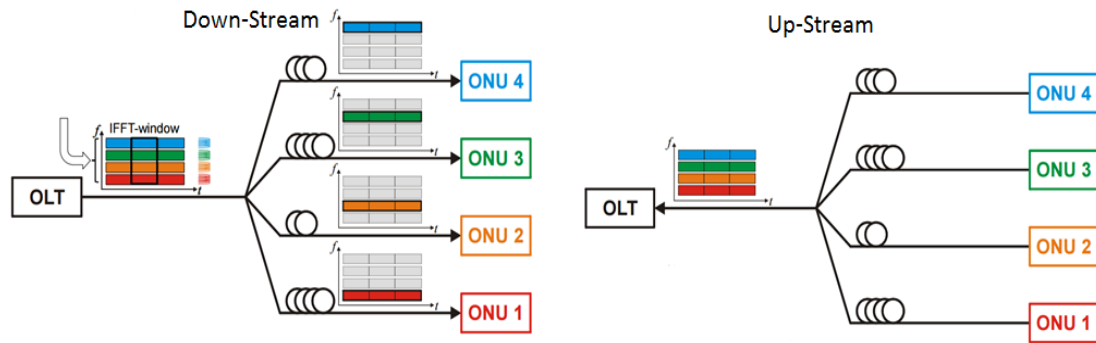 Down-Stream
Up-Stream
f
t
ONU 4
f
t
ONU 3
f
IFFT-window
t
OLT
f
t
ONU 2
f
t
ONU 1
ONU 4
ONU 3
f
t
OLT
ONU 2
ONU 1